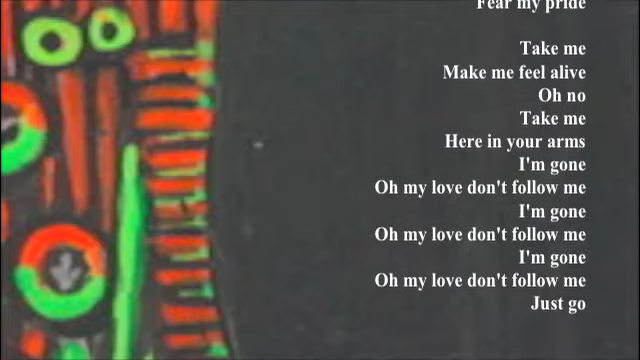 Fear my pride
Take me
Make me feel alive
Oh no
Take me
Here in your arms
I'm gone
Oh my love don't follow me
I'm gone
Oh my love don't follow me
I'm gone
Oh my love don't follow me
Just go